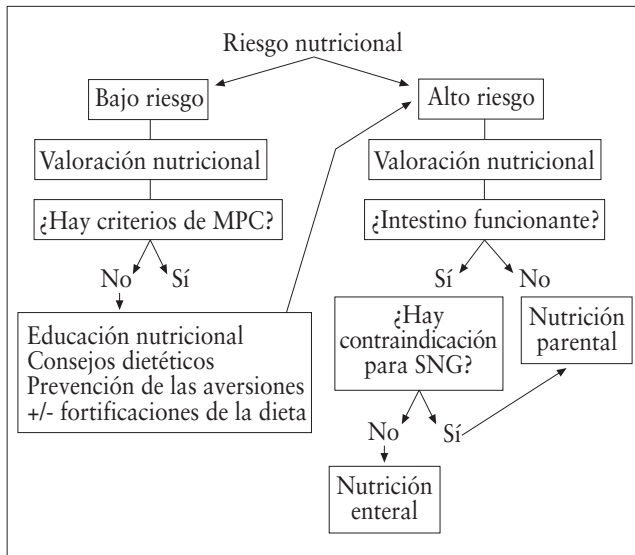 Riesgo nutricional
Bajo riesgo
Alto riesgo
Valoración nutricional
Valoración nutricional
¿Hay criterios de MPC?
¿Intestino funcionante?
No
Sí
Sí
No
Educación nutricional
Consejos dietéticos
Prevención de las aversiones
+/- fortificaciones de la dieta
¿Hay
contraindicación
para SNG?
Nutrición
parental
No
Sí
Nutrición
enteral